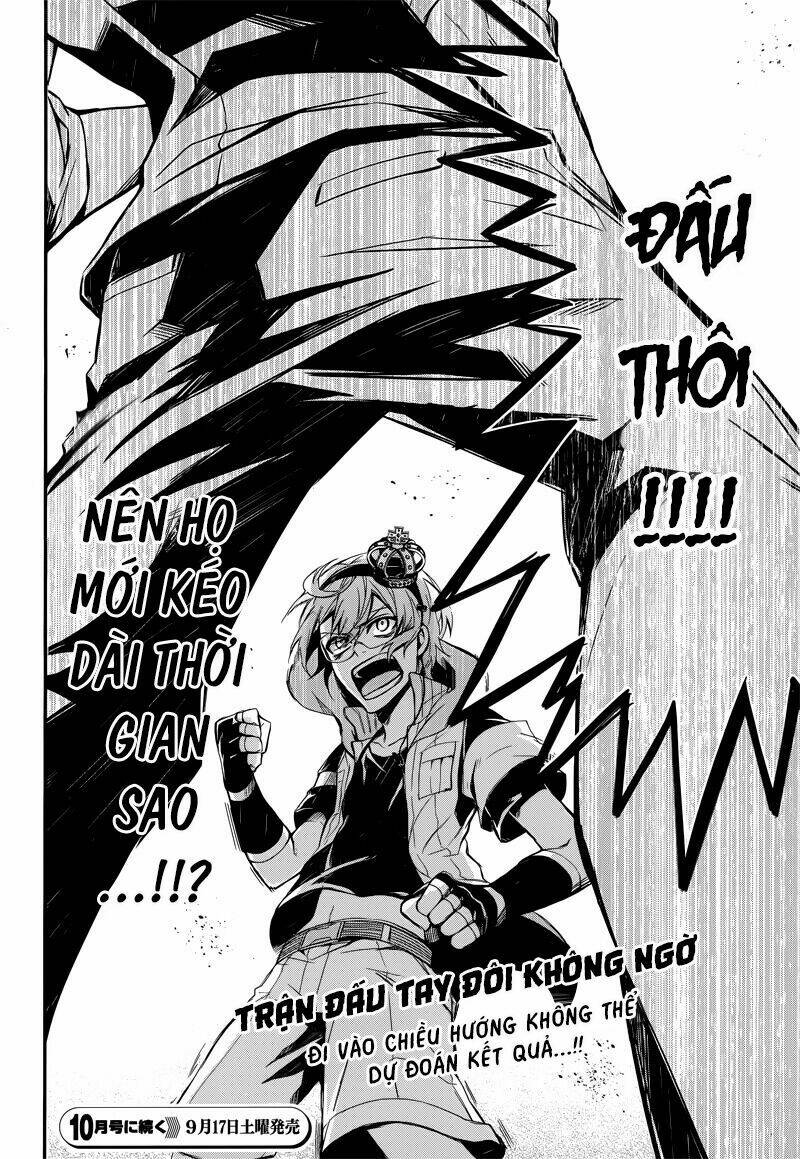 ĐẤU
THÔI
!!!!
NÊN HỌ
MỚI KÉO
DÀI THỜI
GIAN
SAO
...!!?
TRẬN ĐẤU TAY ĐÔI KHÔNG NGỜ
ĐI VÀO CHIỀU HƯỚNG KHÔNG THỂ
DỰ ĐOÁN KẾT QUẢ...!!
10月号に続く》》》 9月17日土曜発売